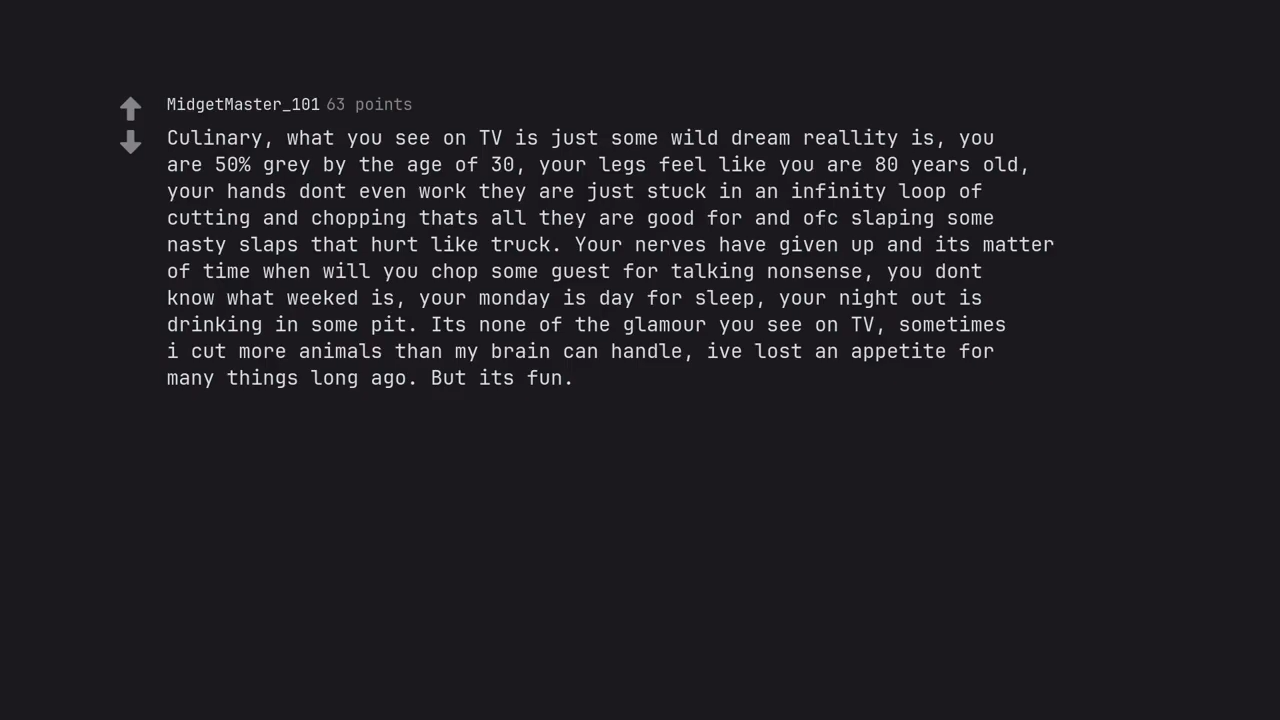 MidgetMaster_101 63 points
Culinary, what you see on TV is just some wild dream reallity is, you
are 50% grey by the age of 30, your legs feel like you are 80 years old,
your hands dont even work they are just stuck in an infinity loop of
cutting and chopping thats all they are good for and ofc slaping some
nasty slaps that hurt like truck. Your nerves have given up and its matter
of time when will you chop some guest for talking nonsense, you dont
know what weeked is, your monday is day for sleep, your night out is
drinking in some pit. Its none of the glamour you see on TV, sometimes
i cut more animals than my brain can handle, ive lost an appetite for
many things long ago. But its fun.